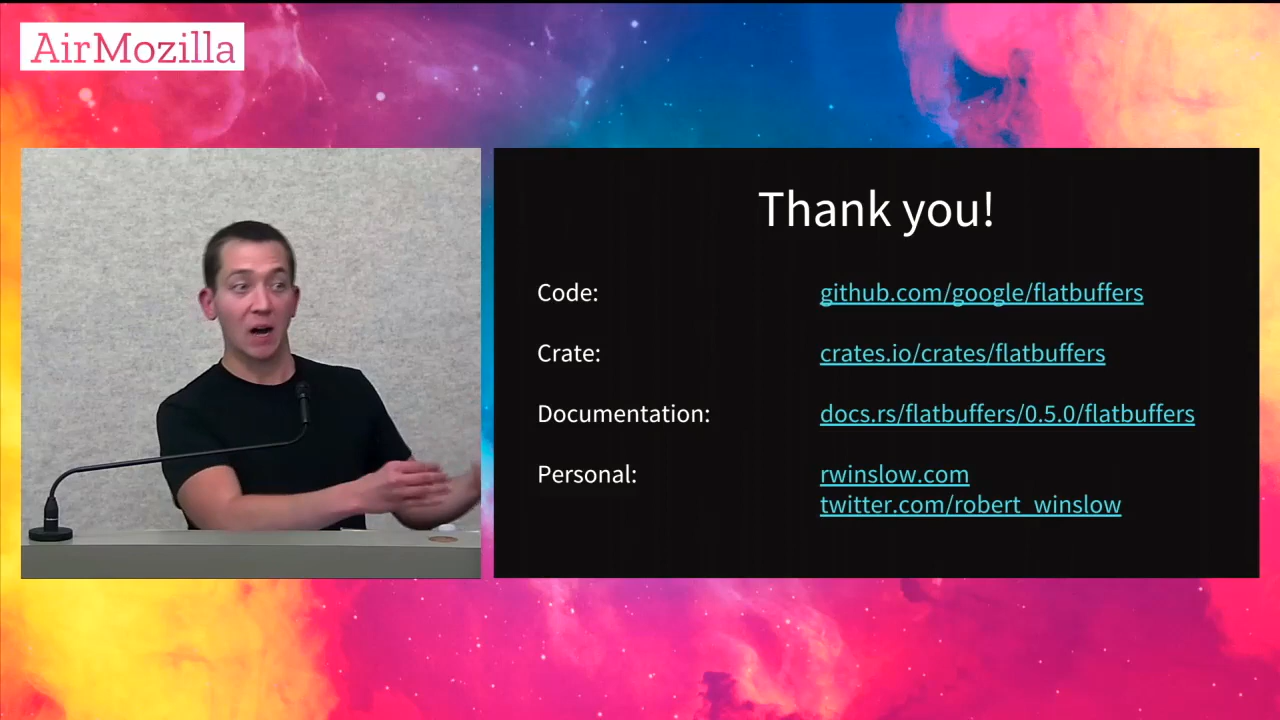 AirMozilla
Thank you!
Code: github.com/google/flatbuffers
Crate: crates.io/crates/flatbuffers
Documentation: docs.rs/flatbuffers/0.5.0/flatbuffers
Personal: rwinslow.com
twitter.com/robert_winslow